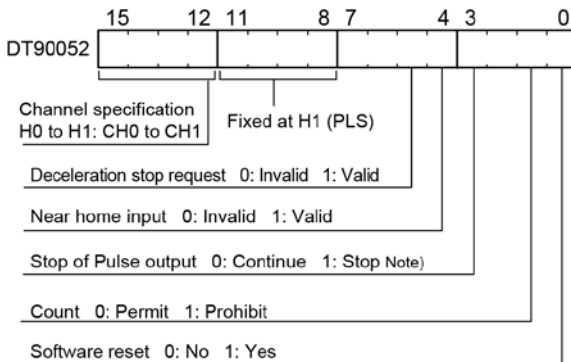 15 12 11 8 7 4 3 0
DT90052
Channel specification
H0 to H1: CH0 to CH1
Fixed at H1 (PLS)
Deceleration stop request 0: Invalid 1: Valid
Near home input 0: Invalid 1: Valid
Stop of Pulse output 0: Continue 1: Stop Note)
Count 0: Permit 1: Prohibit
Software reset 0: No 1: Yes